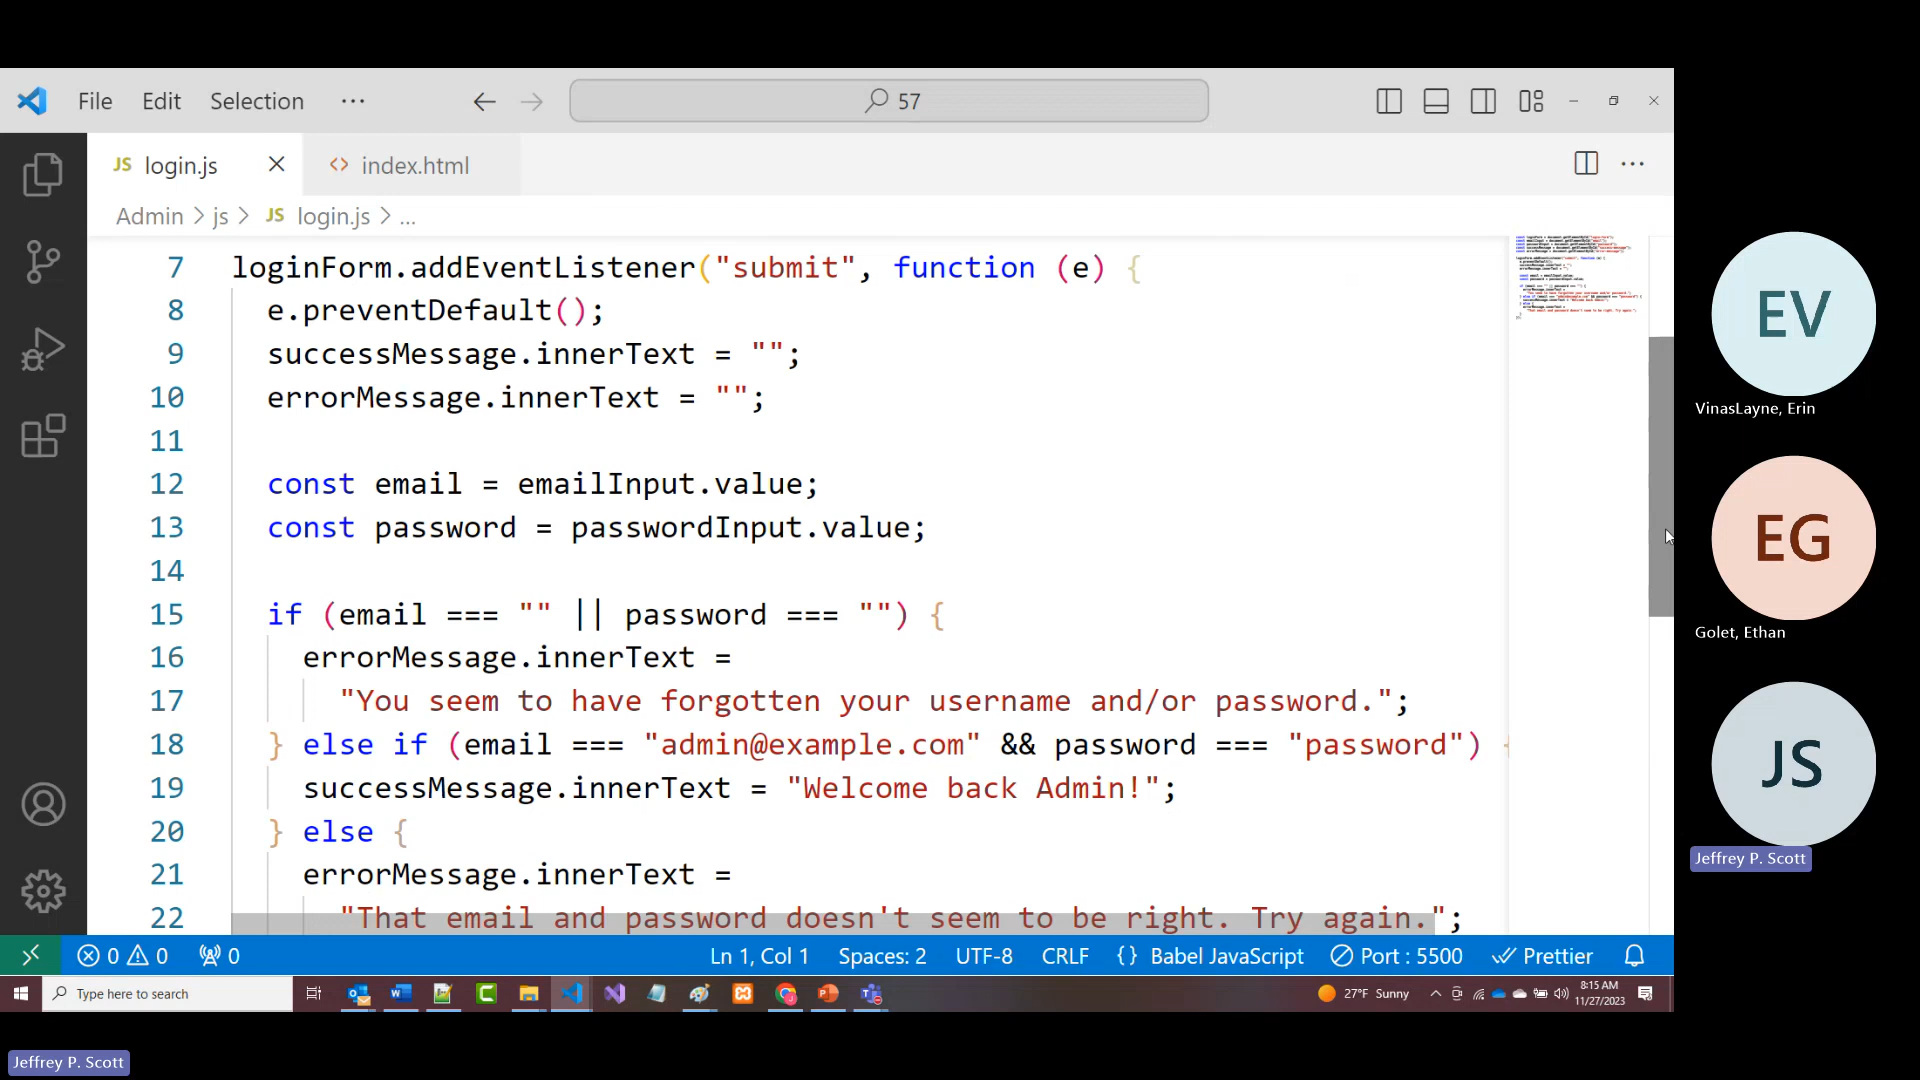 File Edit Selection ··· 57
JS login.js <> index.html
Admin > js > JS login.js > ...
7 loginForm.addEventListener("submit", function (e) {
8 e.preventDefault();
9 successMessage.innerText = "";
10 errorMessage.innerText = "";
11
12 const email = emailInput.value;
13 const password = passwordInput.value;
14
15 if (email === "" || password === "") {
16 errorMessage.innerText =
17 "You seem to have forgotten your username and/or password.";
18 } else if (email === "admin@example.com" && password === "password") {
19 successMessage.innerText = "Welcome back Admin!";
20 } else {
21 errorMessage.innerText =
22 "That email and password doesn't seem to be right. Try again.";
0 0 0 Ln 1, Col 1 Spaces: 2 UTF-8 CRLF {} Babel JavaScript Port : 5500 Prettier
Type here to search 27°F Sunny 8:15 AM
11/27/2023
EV
VinasLayne, Erin
EG
Golet, Ethan
JS
Jeffrey P. Scott
Jeffrey P. Scott